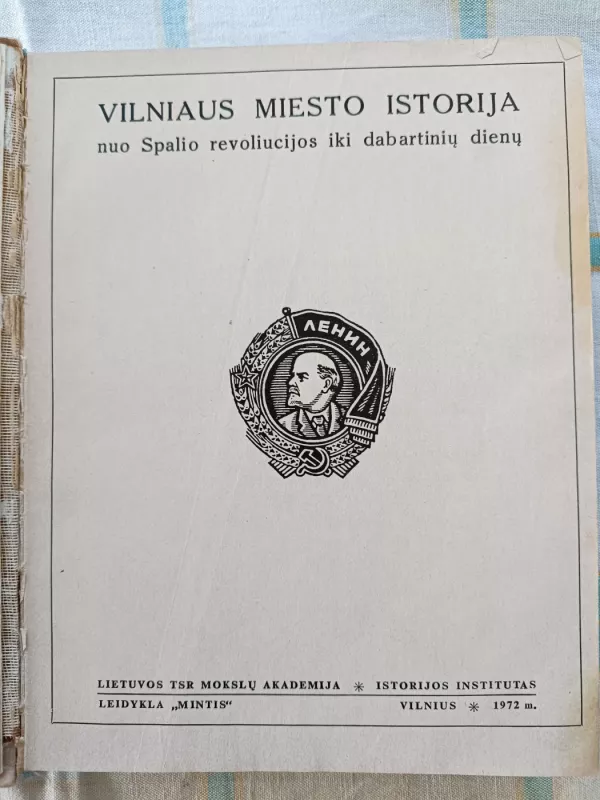 VILNIAUS MIESTO ISTORIJA
nuo Spalio revoliucijos iki dabartinių dienų
ЛЕНИН
LIETUVOS TSR MOKSLŲ AKADEMIJA ✳ ISTORIJOS INSTITUTAS
LEIDYKLA „MINTIS“ VILNIUS ✳ 1972 m.